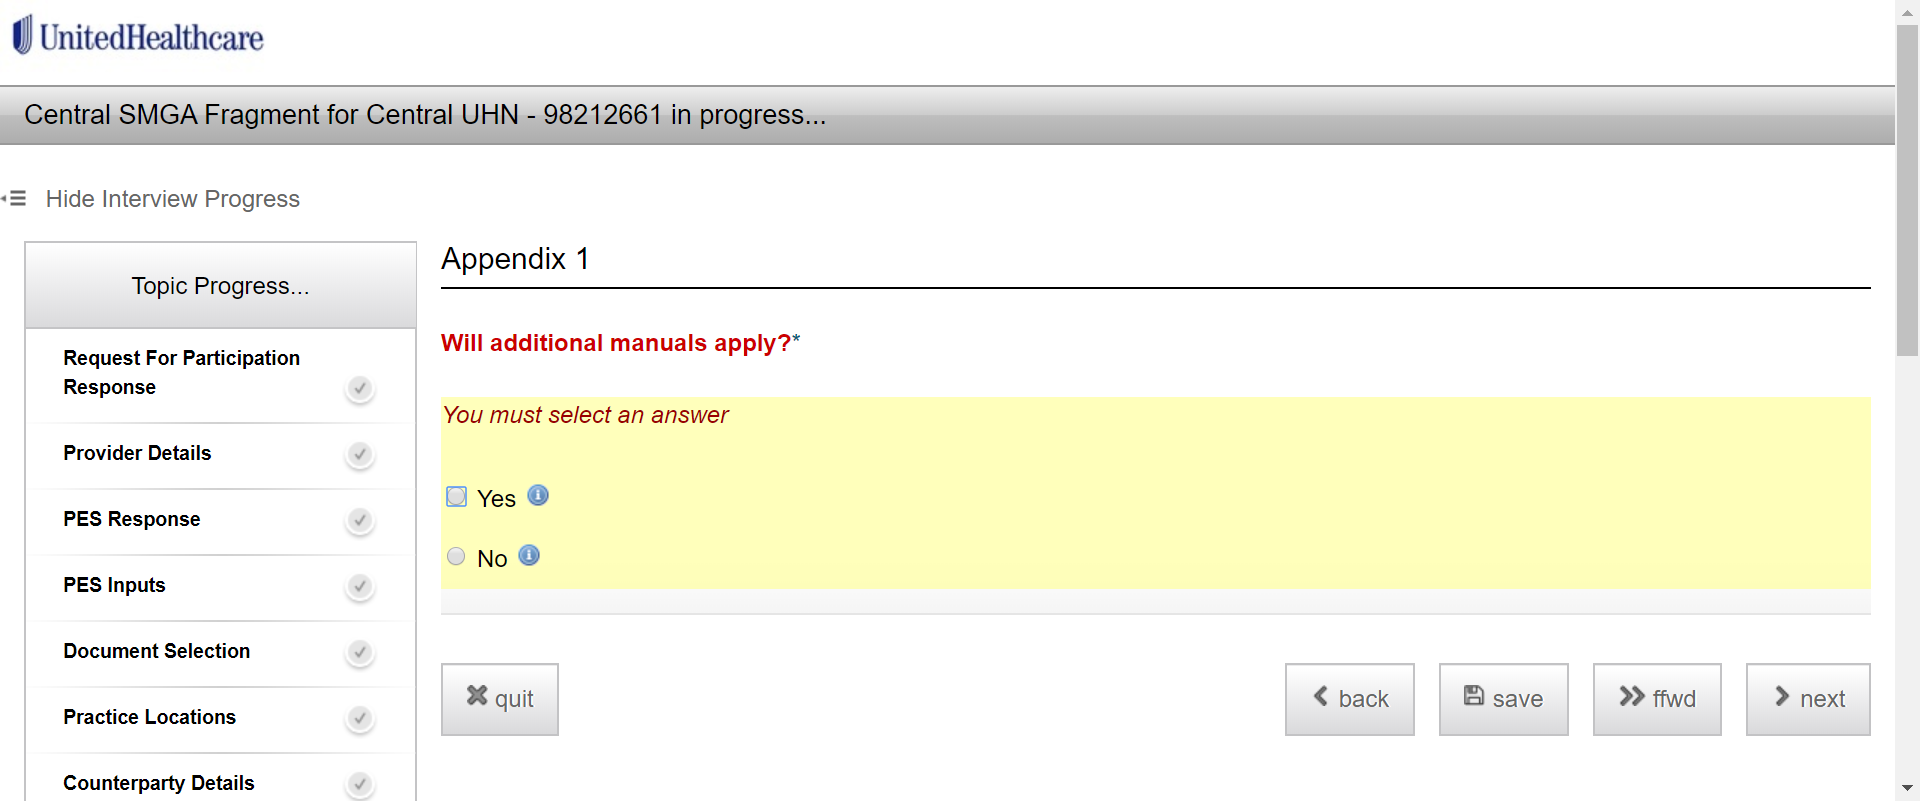 UnitedHealthcare
Central SMGA Fragment for Central UHN - 98212661 in progress...
Hide Interview Progress
Topic Progress...
Request For Participation
Response
Provider Details
PES Response
PES Inputs
Document Selection
Practice Locations
Counterparty Details
Appendix 1
Will additional manuals apply?*
You must select an answer
Yes
No
quit
back
save
ffwd
next